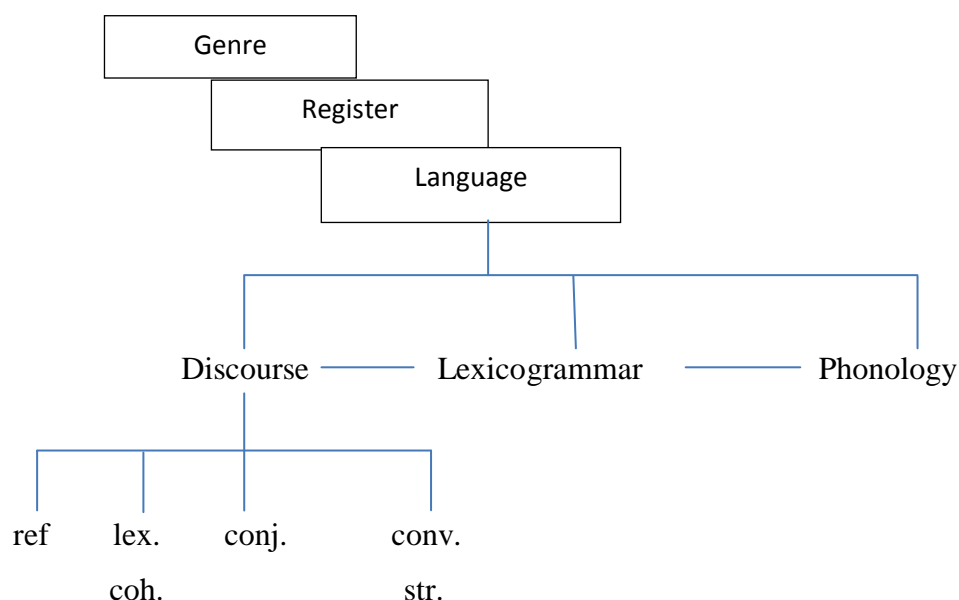 Genre
Register
Language
Discourse Lexicogrammar Phonology
ref lex. conj. conv.
coh. str.